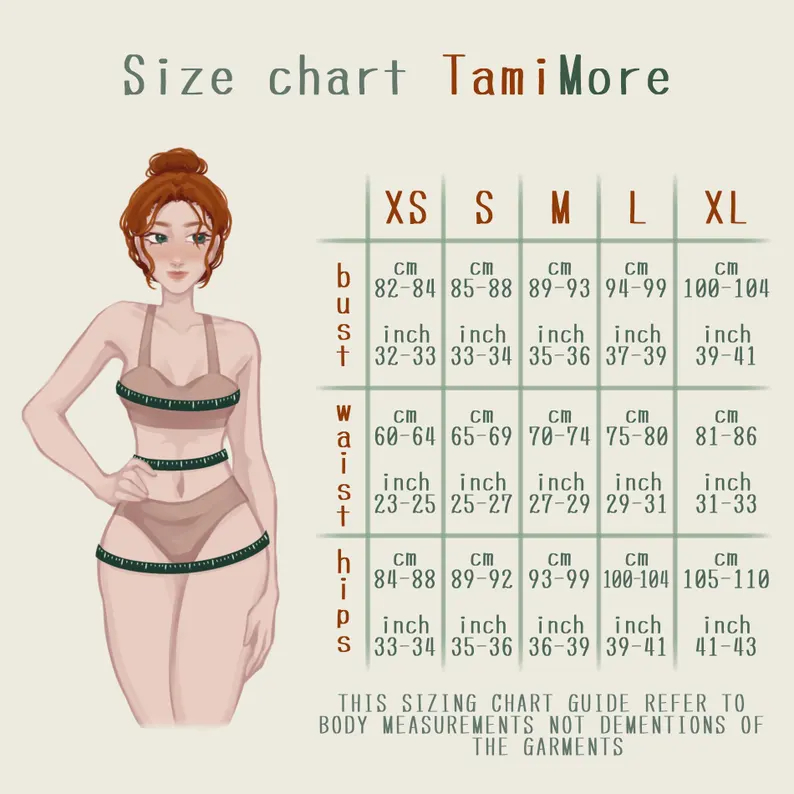 Size chart TamiMore
XS S M L XL
bust
cm cm cm cm cm
82-84 85-88 89-93 94-99 100-104
inch inch inch inch inch
32-33 33-34 35-36 37-39 39-41
waist
cm cm cm cm cm
60-64 65-69 70-74 75-80 81-86
inch inch inch inch inch
23-25 25-27 27-29 29-31 31-33
hips
cm cm cm cm cm
84-88 89-92 93-99 100-104 105-110
inch inch inch inch inch
33-34 35-36 36-39 39-41 41-43
THIS SIZING CHART GUIDE REFER TO
BODY MEASUREMENTS NOT DEMENTIONS OF
THE GARMENTS